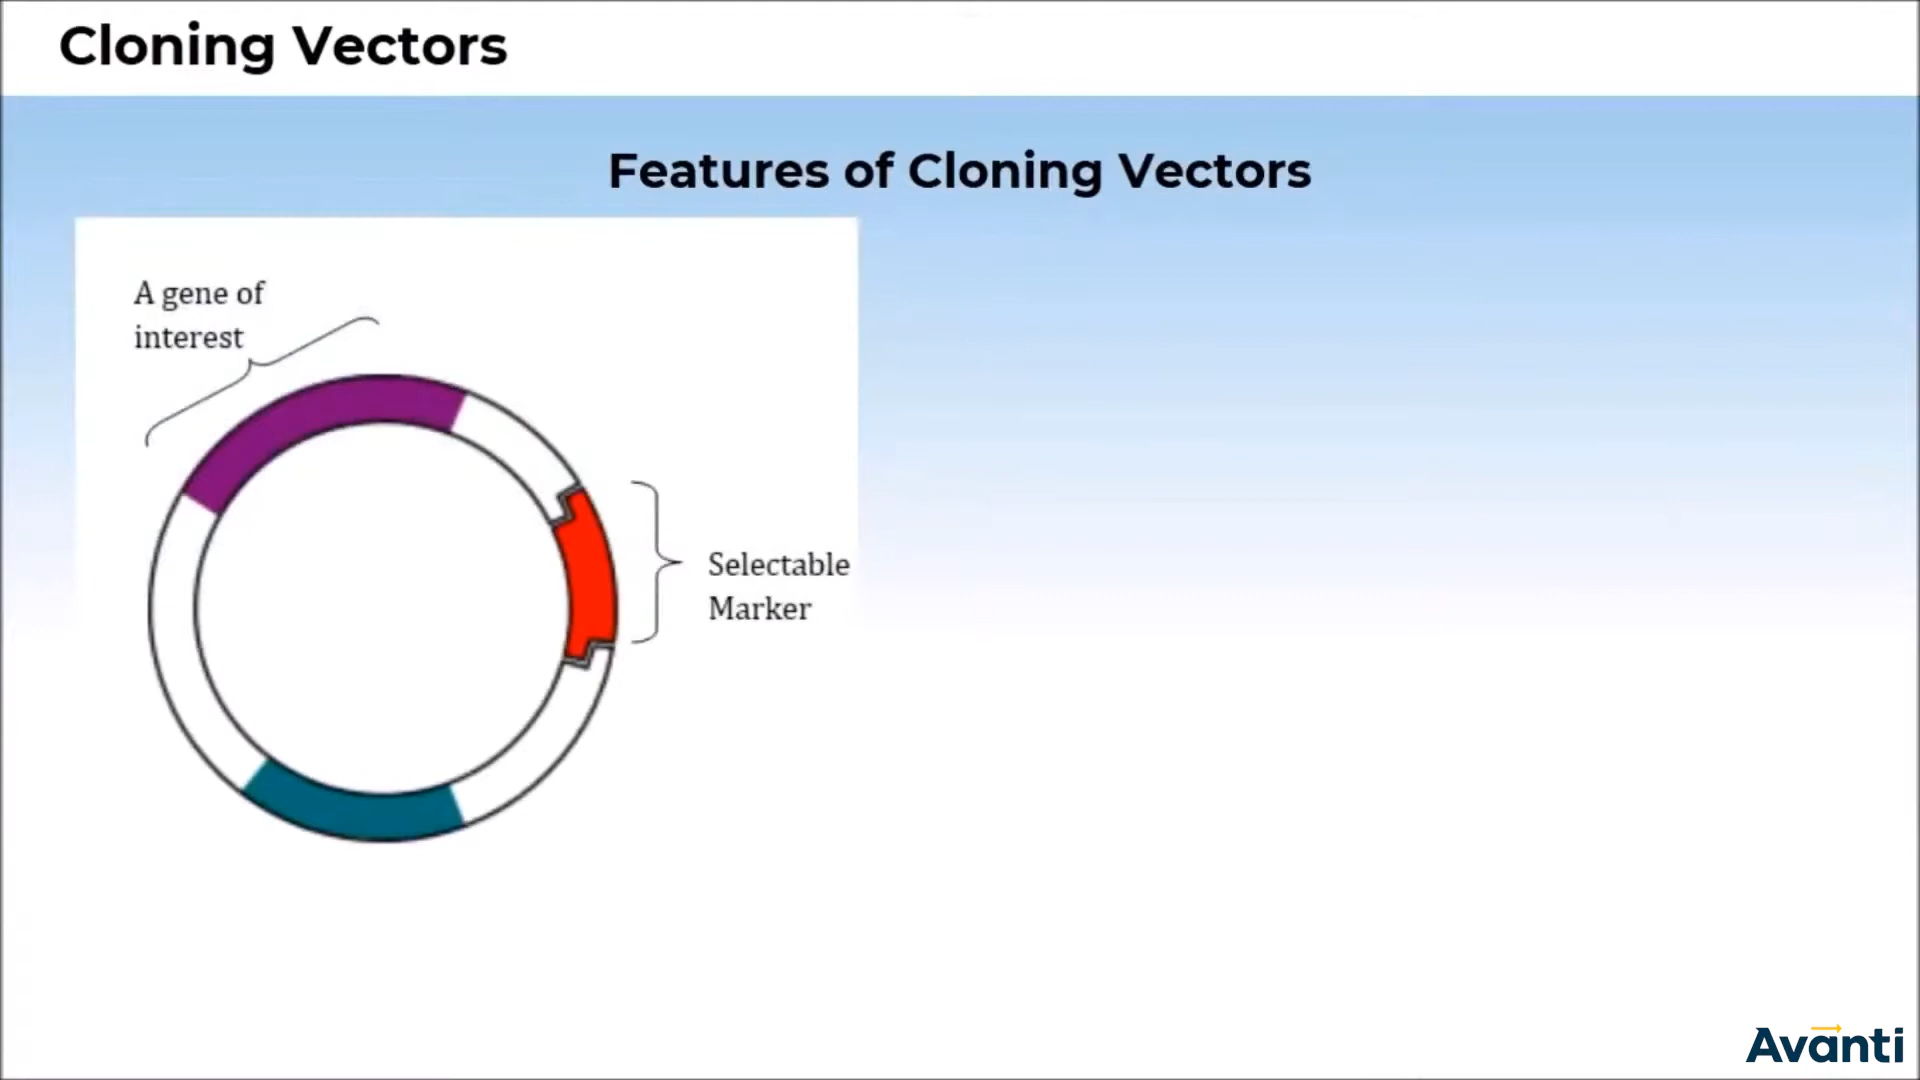 Cloning Vectors
Features of Cloning Vectors
A gene of
interest
Selectable
Marker
Avanti